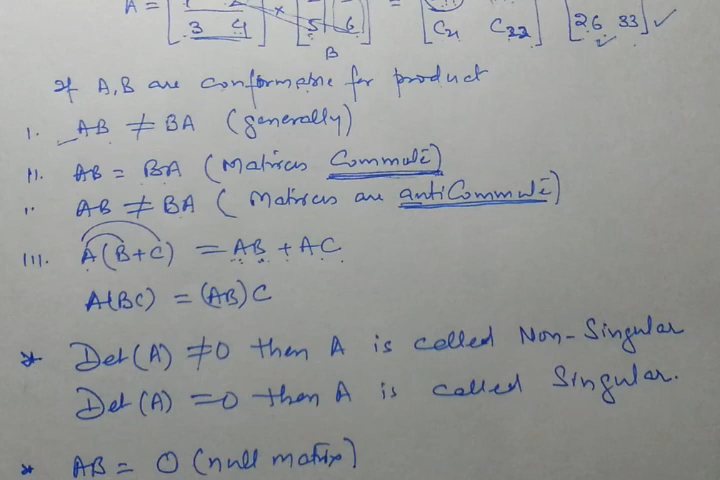 A = [ 3 4 ] × [ 5 6 ] = [ C21 C22 ] [ 26 33 ] ✓
B
If A, B are conformable for product
I. AB ≠ BA (generally)
II. AB = BA (Matrices Commute)
" AB ≠ BA (Matrices are antiCommute)
III. A(B+C) = AB + AC
A(BC) = (AB)C
* Det(A) ≠ 0 then A is called Non-Singular
Det(A) = 0 then A is called Singular.
* AB = O (null matrix)